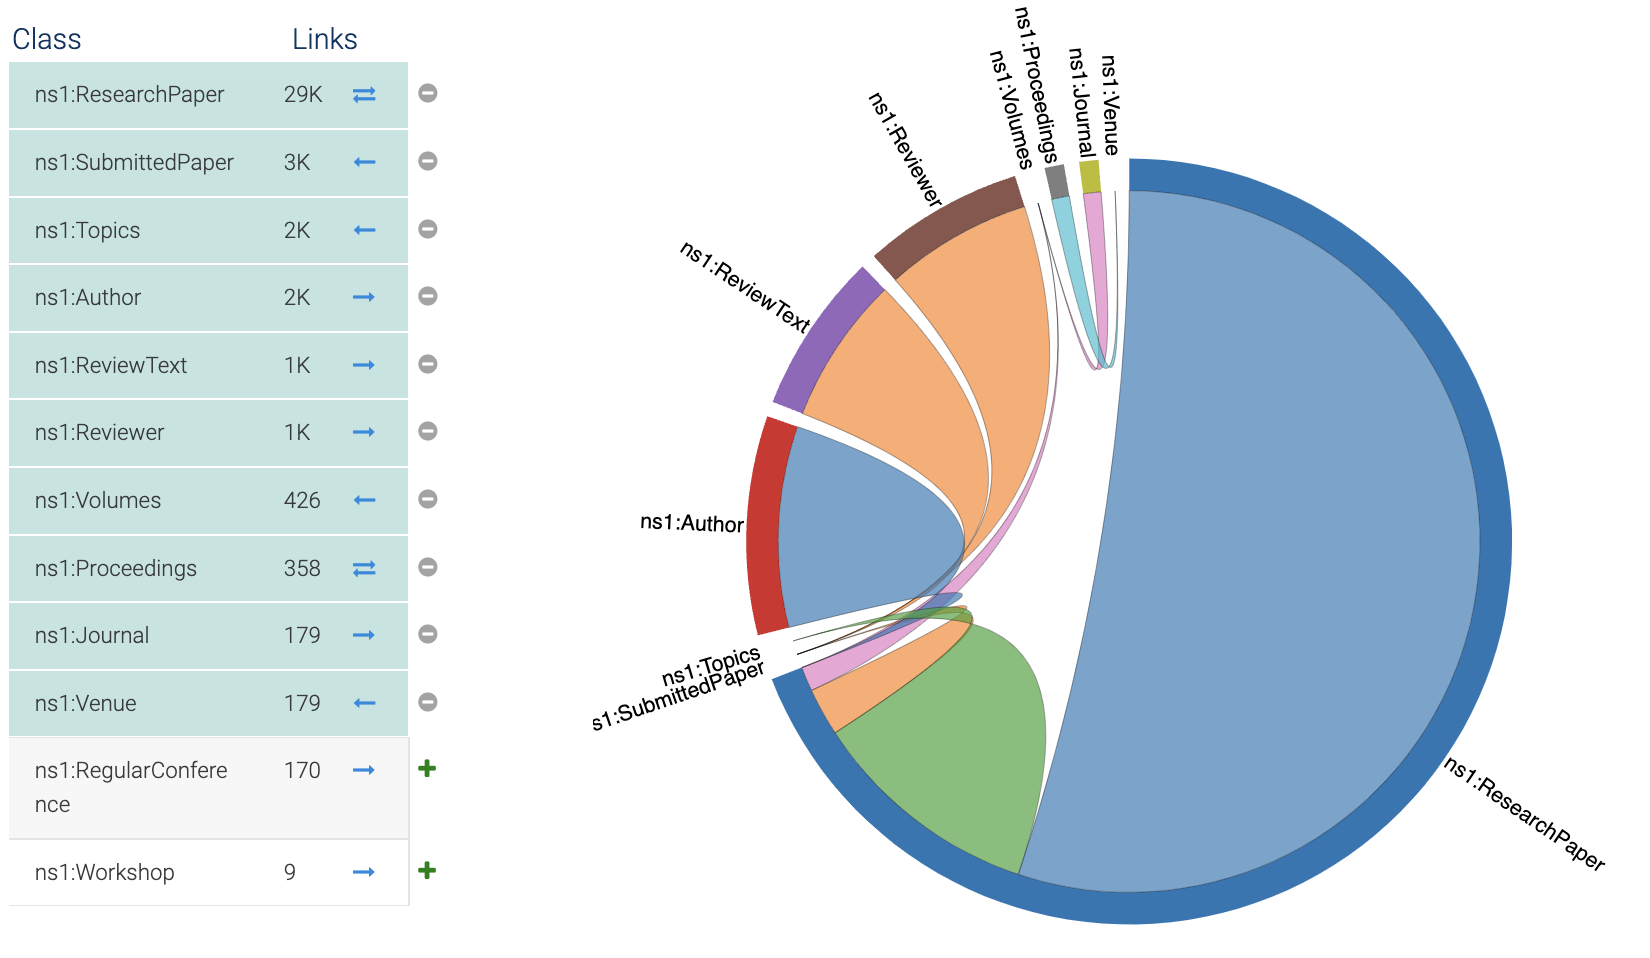 Class Links
ns1:ResearchPaper 29K
ns1:SubmittedPaper 3K
ns1:Topics 2K
ns1:Author 2K
ns1:ReviewText 1K
ns1:Reviewer 1K
ns1:Volumes 426
ns1:Proceedings 358
ns1:Journal 179
ns1:Venue 179
ns1:RegularConfere 170
nce
ns1:Workshop 9
ns1:Proceedings
ns1:Volumes
ns1:Journal
ns1:Venue
ns1:Reviewer
ns1:ReviewText
ns1:Author
ns1:Topics
s1:SubmittedPaper
ns1:ResearchPaper